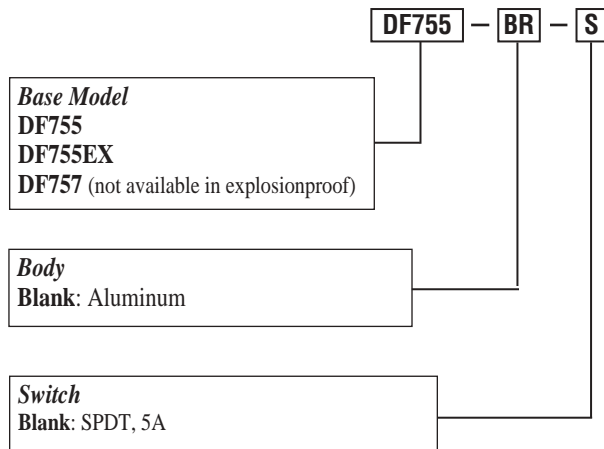 DF755 – BR – S
Base Model
DF755
DF755EX
DF757 (not available in explosionproof)
Body
Blank: Aluminum
Switch
Blank: SPDT, 5A